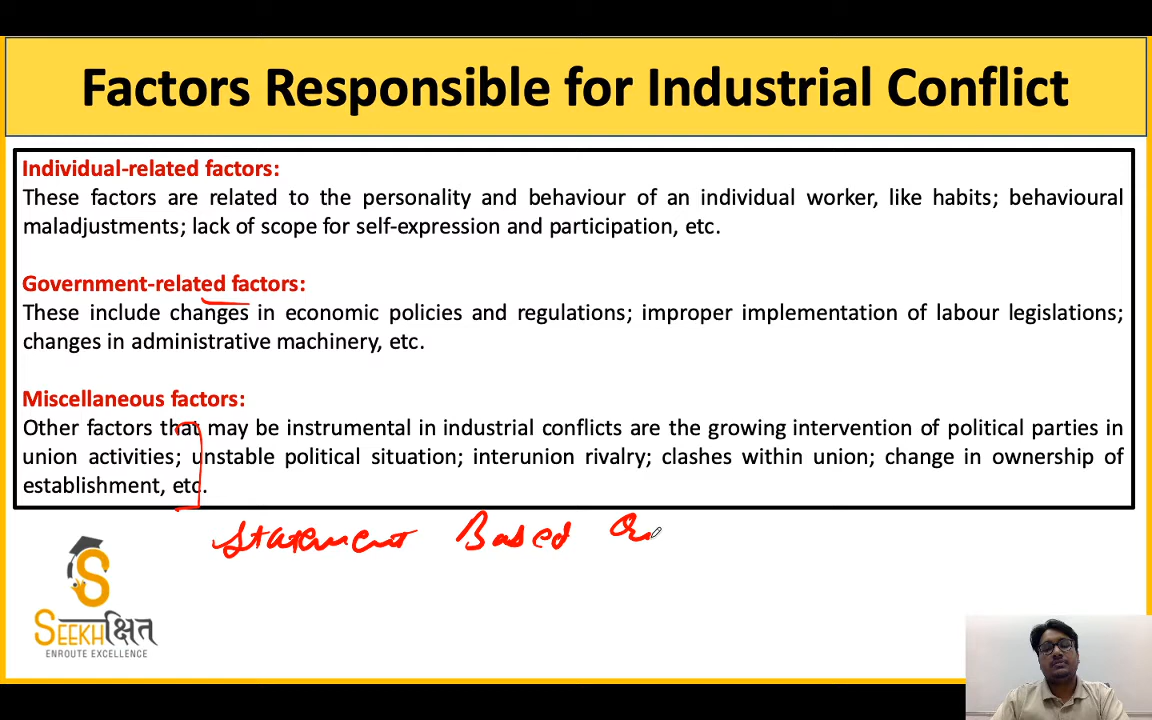 Factors Responsible for Industrial Conflict
Individual-related factors:
These factors are related to the personality and behaviour of an individual worker, like habits; behavioural
maladjustments; lack of scope for self-expression and participation, etc.
Government-related factors:
These include changes in economic policies and regulations; improper implementation of labour legislations;
changes in administrative machinery, etc.
Miscellaneous factors:
Other factors that may be instrumental in industrial conflicts are the growing intervention of political parties in
union activities; unstable political situation; interunion rivalry; clashes within union; change in ownership of
establishment, etc.
Statement Based
S
SEEKHक्षित
ENROUTE EXCELLENCE